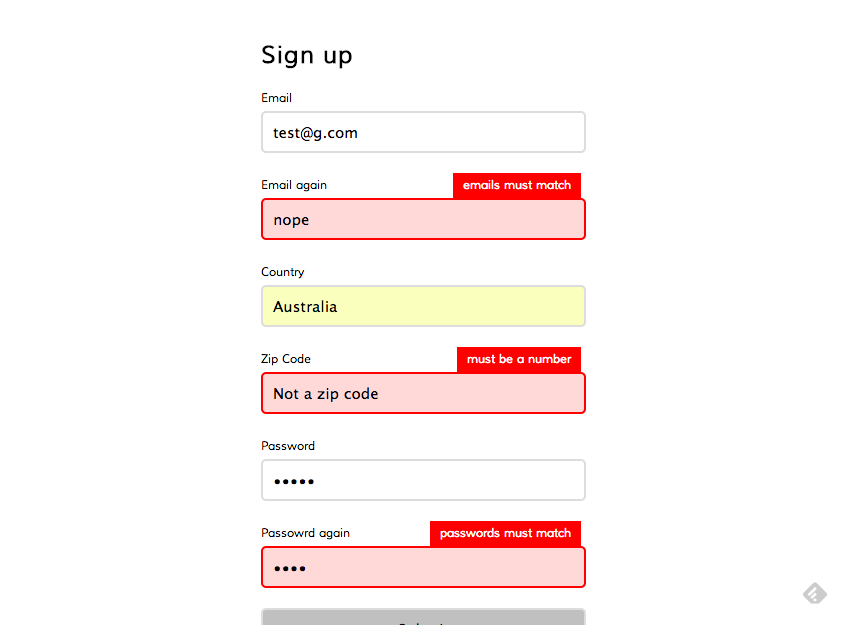 Sign up
Email
test@g.com
Email again
emails must match
nope
Country
Australia
Zip Code
must be a number
Not a zip code
Password
•••••
Passowrd again
passwords must match
••••